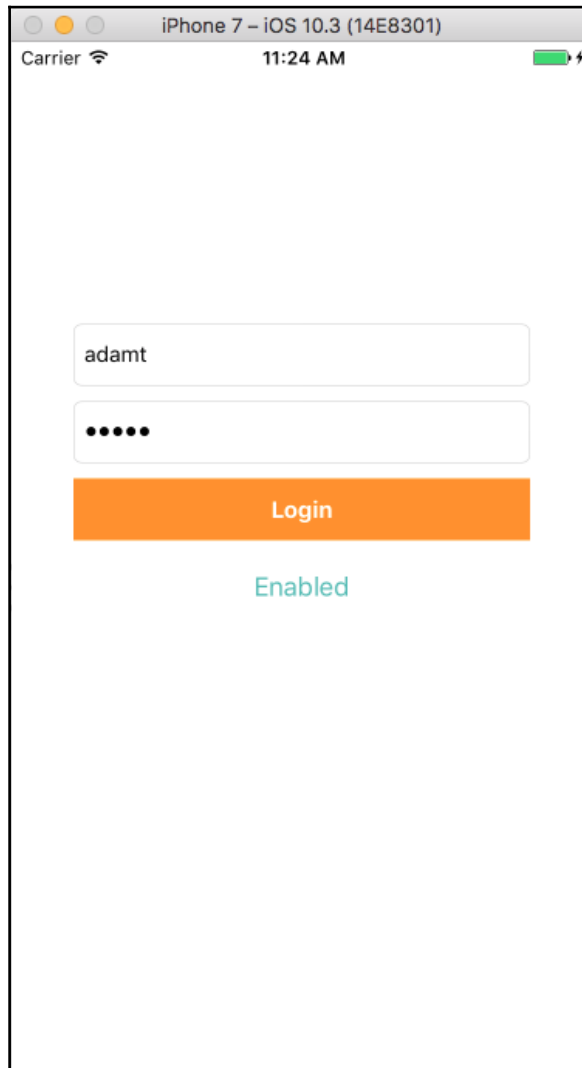 iPhone 7 – iOS 10.3 (14E8301)
Carrier 11:24 AM
adamt
•••••
Login
Enabled